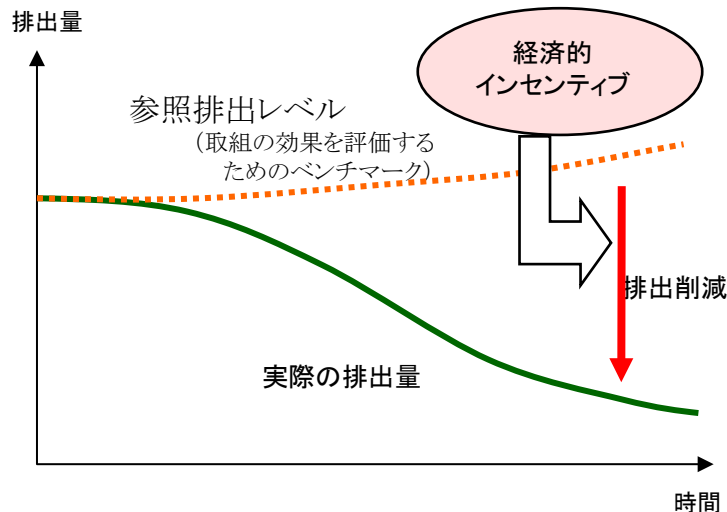 排出量
経済的
インセンティブ
参照排出レベル
（取組の効果を評価する
ためのベンチマーク）
排出削減
実際の排出量
時間